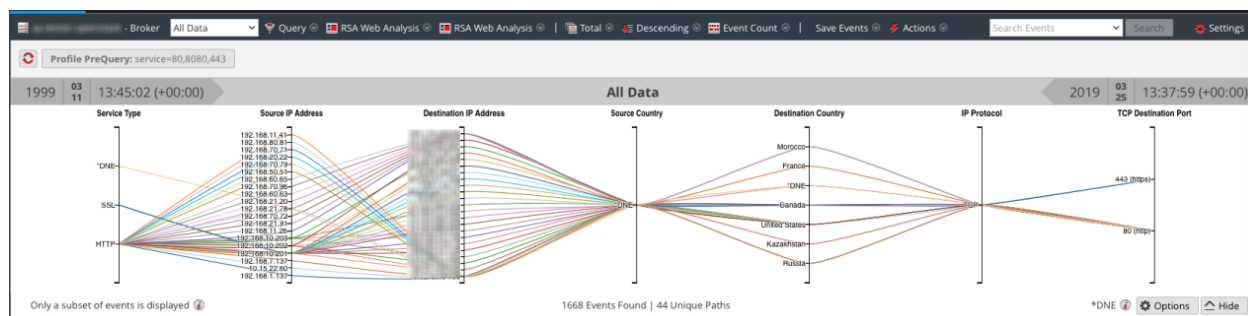 - Broker All Data Query RSA Web Analysis RSA Web Analysis | Total Descending Event Count | Save Events Actions Search Events Search Settings
Profile PreQuery: service=80,8080,443
1999 03 11 13:45:02 (+00:00) All Data 2019 03 25 13:37:59 (+00:00)
Service Type Source IP Address Destination IP Address Source Country Destination Country IP Protocol TCP Destination Port
*DNE
SSL
HTTP
192.168.11.41
192.168.80.81
192.168.70.71
192.168.20.22
192.168.70.79
192.168.50.51
192.168.60.65
192.168.70.96
192.168.60.63
192.168.21.20
192.168.21.78
192.168.70.72
192.168.21.91
192.168.11.26
192.168.10.203
192.168.10.202
192.168.10.201
192.168.7.137
10.15.22.60
192.168.1.137
*DNE
Morocco
France
*DNE
Canada
United States
Kazakhstan
Russia
TCP
443 (https)
80 (http)
Only a subset of events is displayed 1668 Events Found | 44 Unique Paths *DNE Options Hide